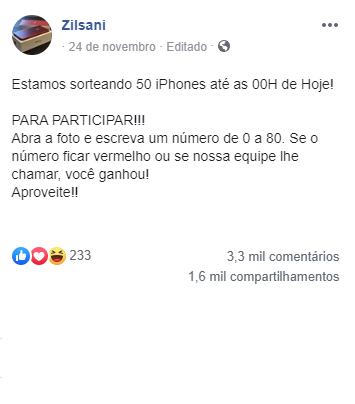 Zilsani
· 24 de novembro · Editado ·
Estamos sorteando 50 iPhones até as 00H de Hoje!
PARA PARTICIPAR!!!
Abra a foto e escreva um número de 0 a 80. Se o
número ficar vermelho ou se nossa equipe lhe
chamar, você ganhou!
Aproveite!!
233
3,3 mil comentários
1,6 mil compartilhamentos